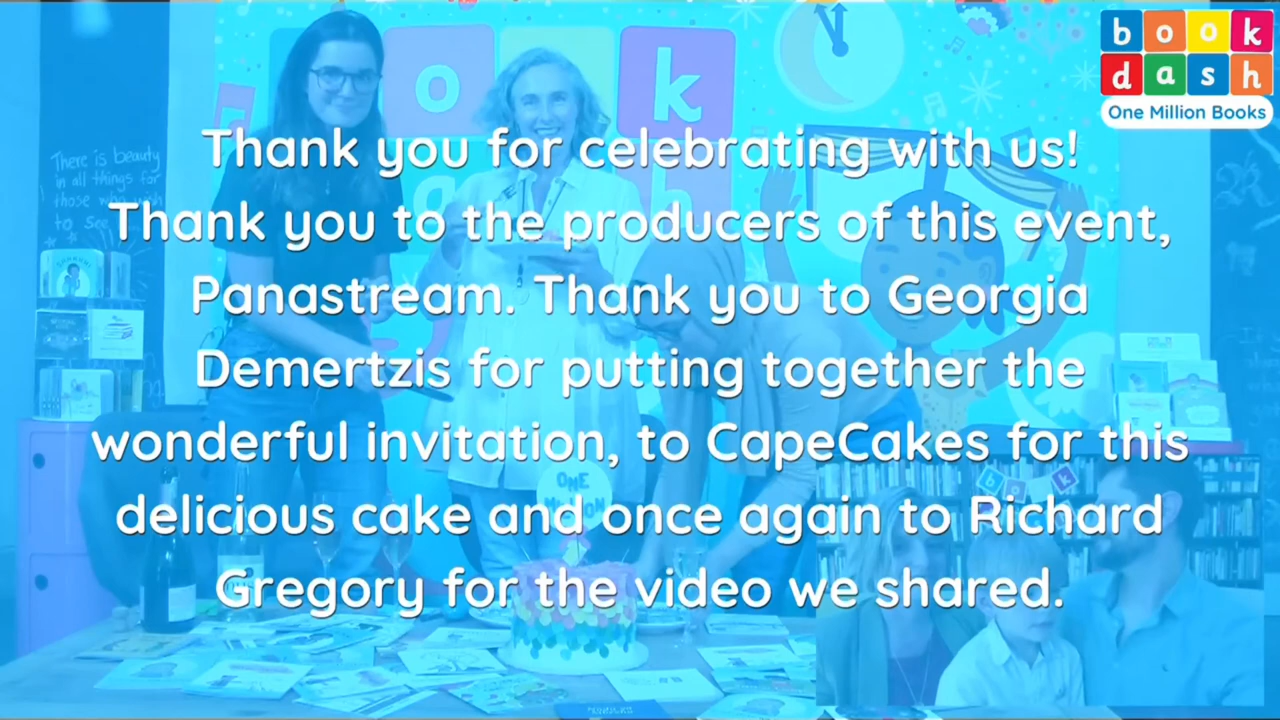 b o o k
d a s h
One Million Books
o k
a h
There is beauty
in all things for
those who wish
to see
Thank you for celebrating with us!
Thank you to the producers of this event,
Panastream. Thank you to Georgia
Demertzis for putting together the
wonderful invitation, to CapeCakes for this
delicious cake and once again to Richard
Gregory for the video we shared.
ONE
MILLION
b o o k